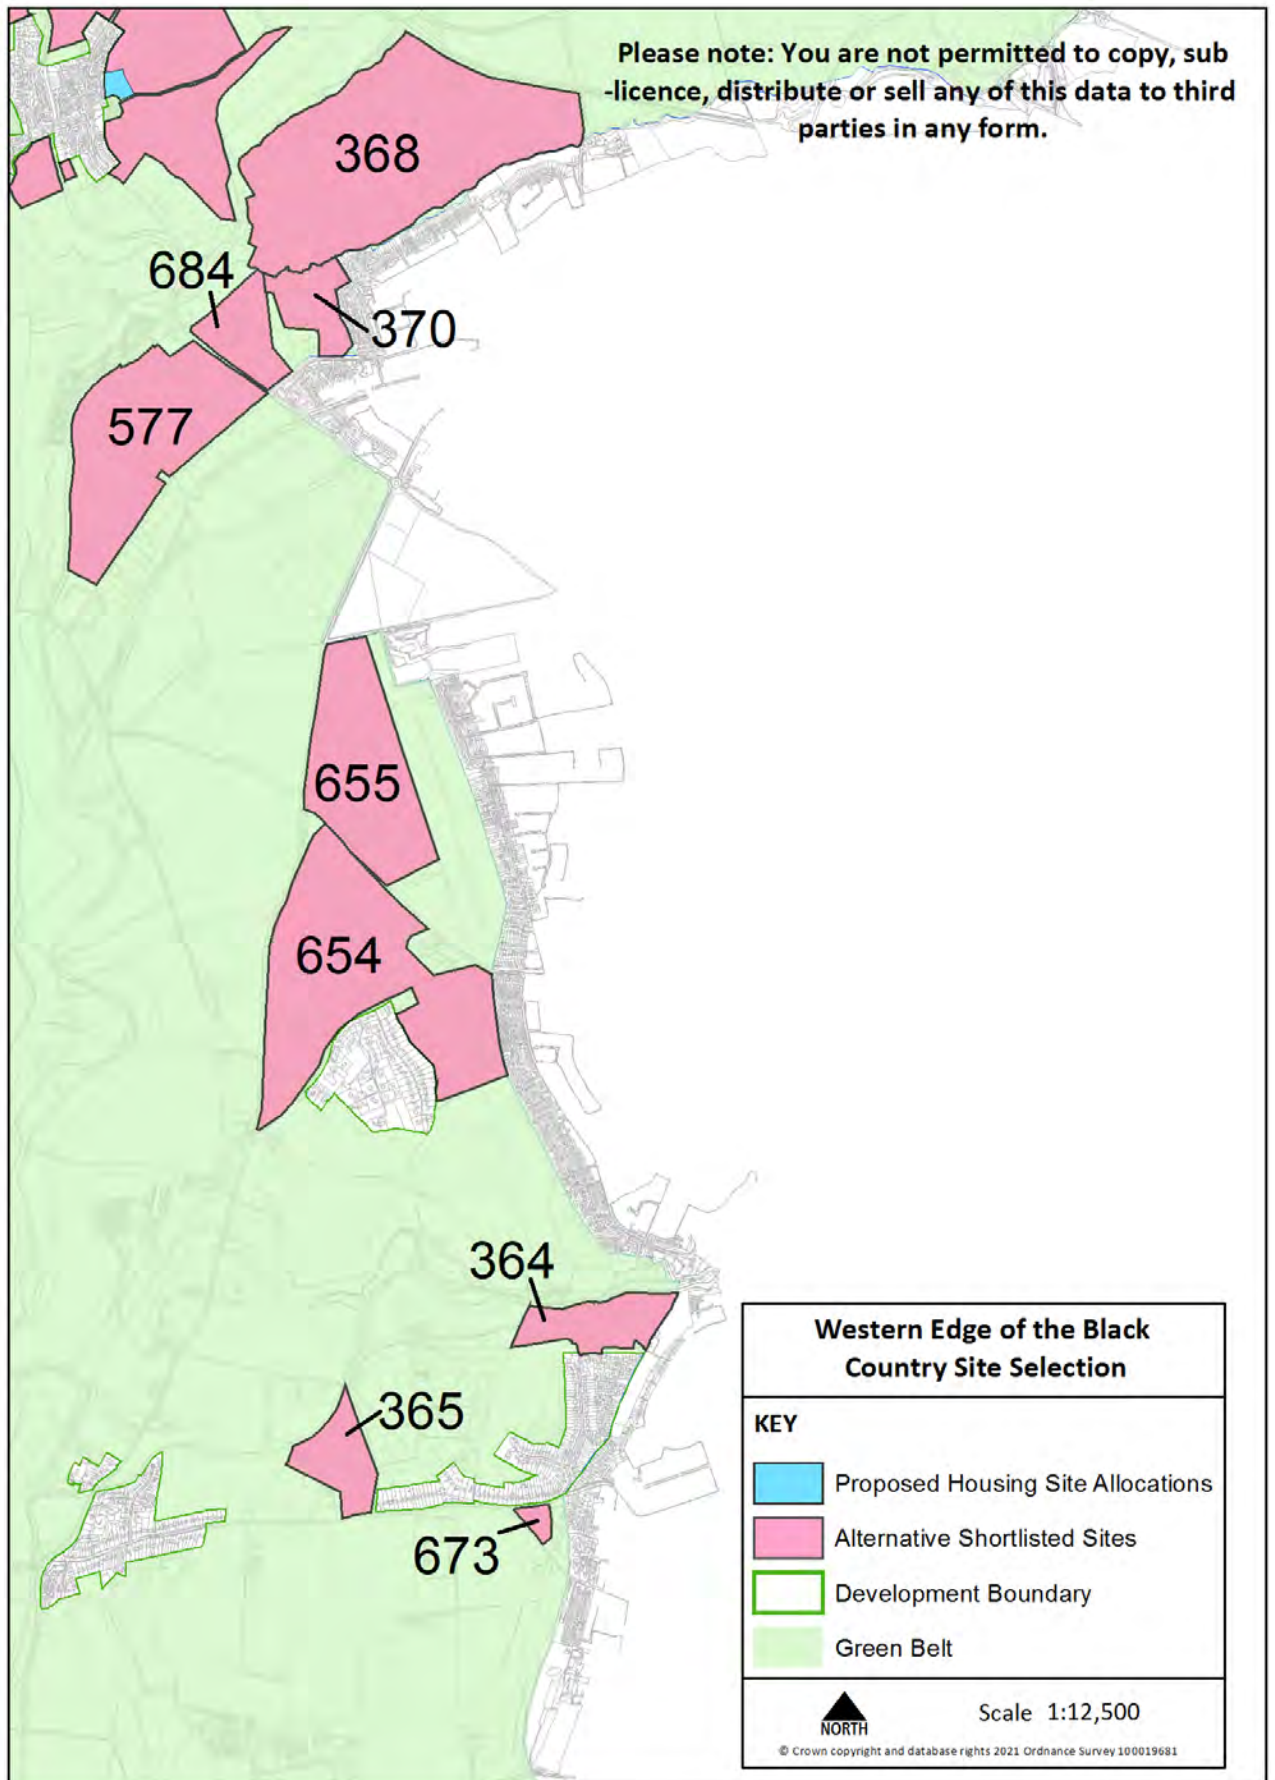 Please note: You are not permitted to copy, sub
-licence, distribute or sell any of this data to third
parties in any form.
368
684
370
577
655
654
364
365
673
Western Edge of the Black
Country Site Selection
KEY
Proposed Housing Site Allocations
Alternative Shortlisted Sites
Development Boundary
Green Belt
NORTH
Scale 1:12,500
© Crown copyright and database rights 2021 Ordnance Survey 100019681